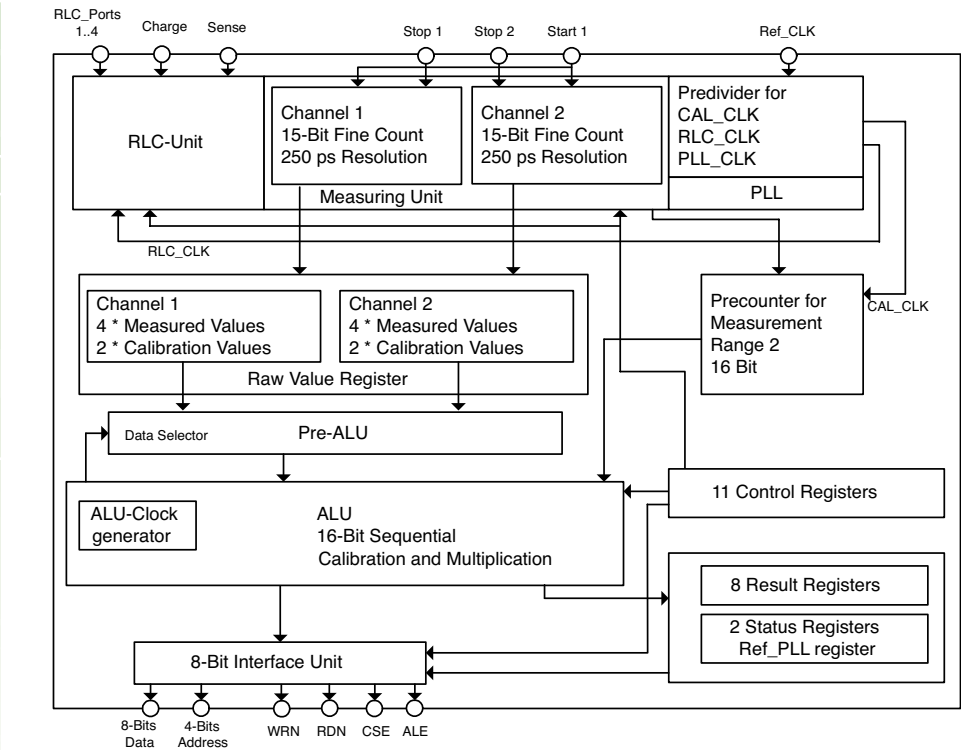 RLC_Ports
1..4
Charge
Sense
Stop 1
Stop 2
Start 1
Ref_CLK
RLC-Unit
Channel 1
15-Bit Fine Count
250 ps Resolution
Channel 2
15-Bit Fine Count
250 ps Resolution
Measuring Unit
Predivider for
CAL_CLK
RLC_CLK
PLL_CLK
PLL
RLC_CLK
CAL_CLK
Channel 1
4 * Measured Values
2 * Calibration Values
Channel 2
4 * Measured Values
2 * Calibration Values
Raw Value Register
Precounter for
Measurement
Range 2
16 Bit
Data Selector
Pre-ALU
ALU-Clock
generator
ALU
16-Bit Sequential
Calibration and Multiplication
11 Control Registers
8 Result Registers
2 Status Registers
Ref_PLL register
8-Bit Interface Unit
8-Bits
Data
4-Bits
Address
WRN
RDN
CSE
ALE